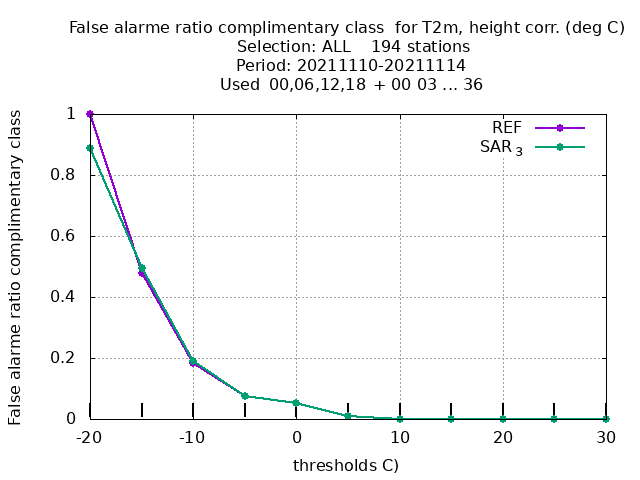 False alarme ratio complimentary class  for T2m, height corr. (deg C)
Selection: ALL    194 stations
Period: 20211110-20211114
Used  00,06,12,18  + 00 03 ... 36
False alarme ratio complimentary class
1
0.8
0.6
0.4
0.2
0
REF
SAR 3
-20 -10 0 10 20 30
thresholds C)